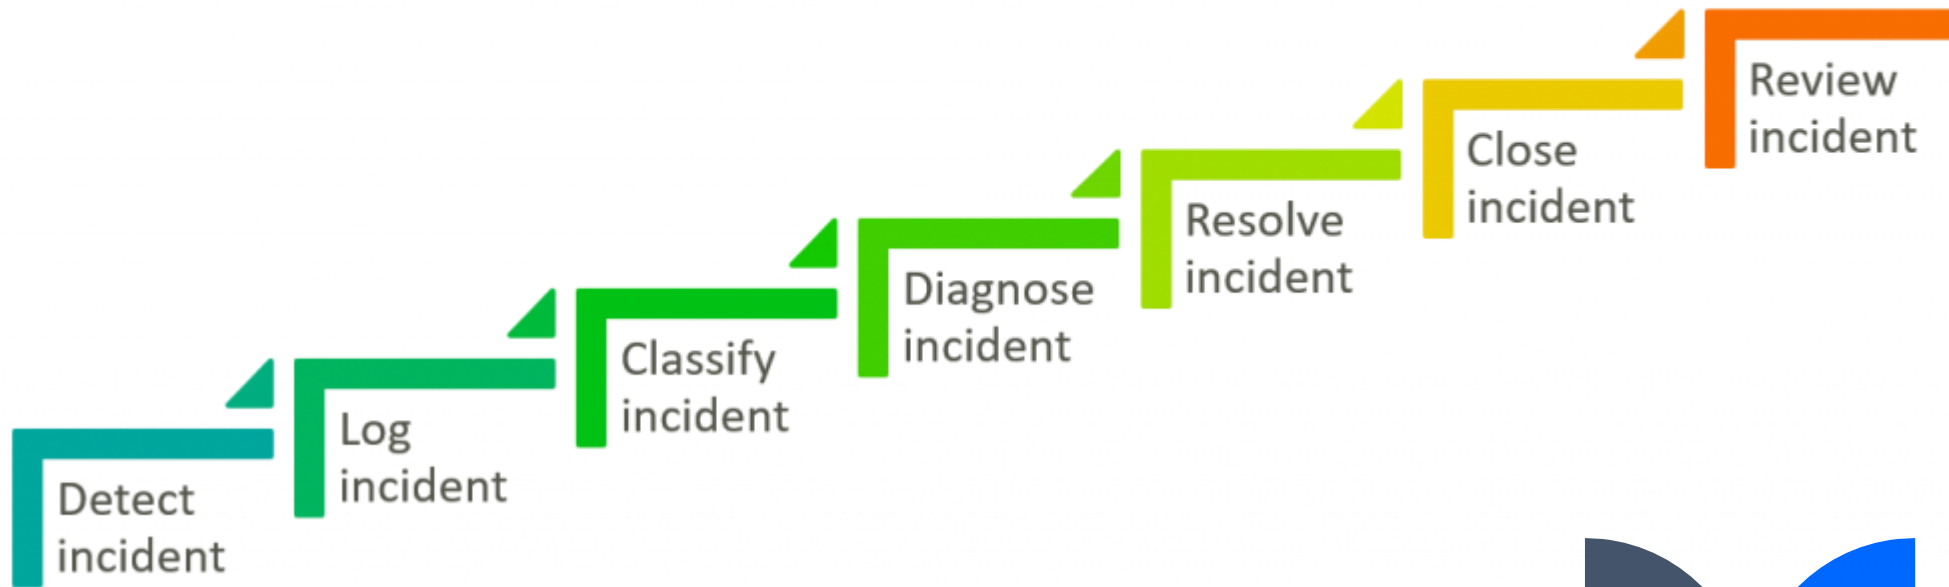 Detect
incident
Log
incident
Classify
incident
Diagnose
incident
Resolve
incident
Close
incident
Review
incident